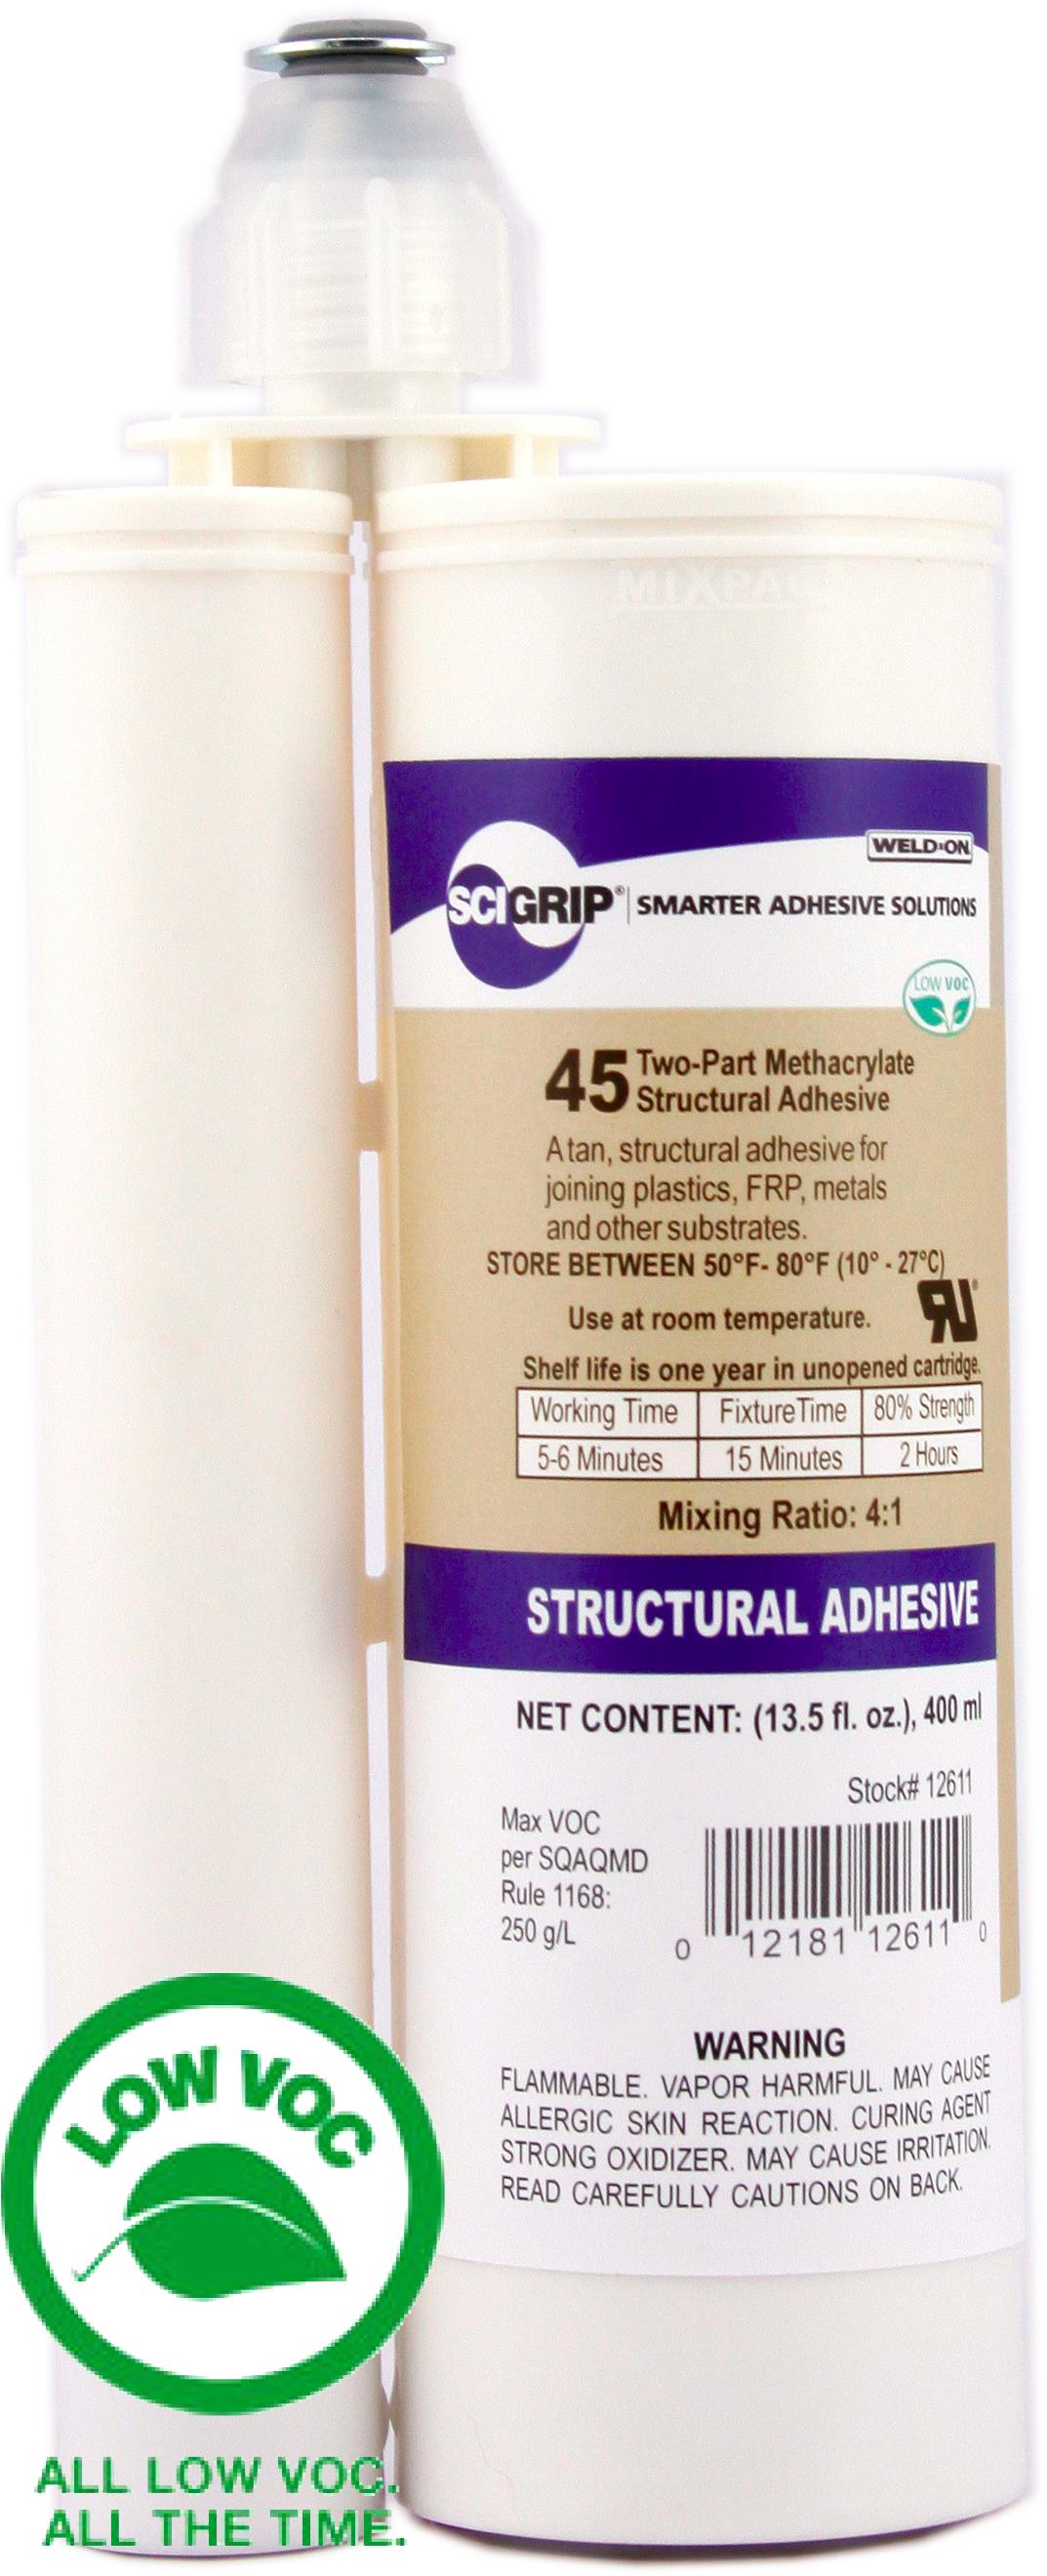 MIXPA
WELD-ON
SCIGRIP® | SMARTER ADHESIVE SOLUTIONS
LOW VOC
45 Two-Part Methacrylate
Structural Adhesive
A tan, structural adhesive for
joining plastics, FRP, metals
and other substrates.
STORE BETWEEN 50°F- 80°F (10° - 27°C)
Use at room temperature.
Shelf life is one year in unopened cartridge.
Working Time Fixture Time 80% Strength
5-6 Minutes 15 Minutes 2 Hours
Mixing Ratio: 4:1
STRUCTURAL ADHESIVE
NET CONTENT: (13.5 fl. oz.), 400 ml
Stock# 12611
Max VOC
per SQAQMD
Rule 1168:
250 g/L
0 12181 12611 0
WARNING
FLAMMABLE. VAPOR HARMFUL. MAY CAUSE
ALLERGIC SKIN REACTION. CURING AGENT
STRONG OXIDIZER. MAY CAUSE IRRITATION.
READ CAREFULLY CAUTIONS ON BACK.
LOW VOC
ALL LOW VOC.
ALL THE TIME.